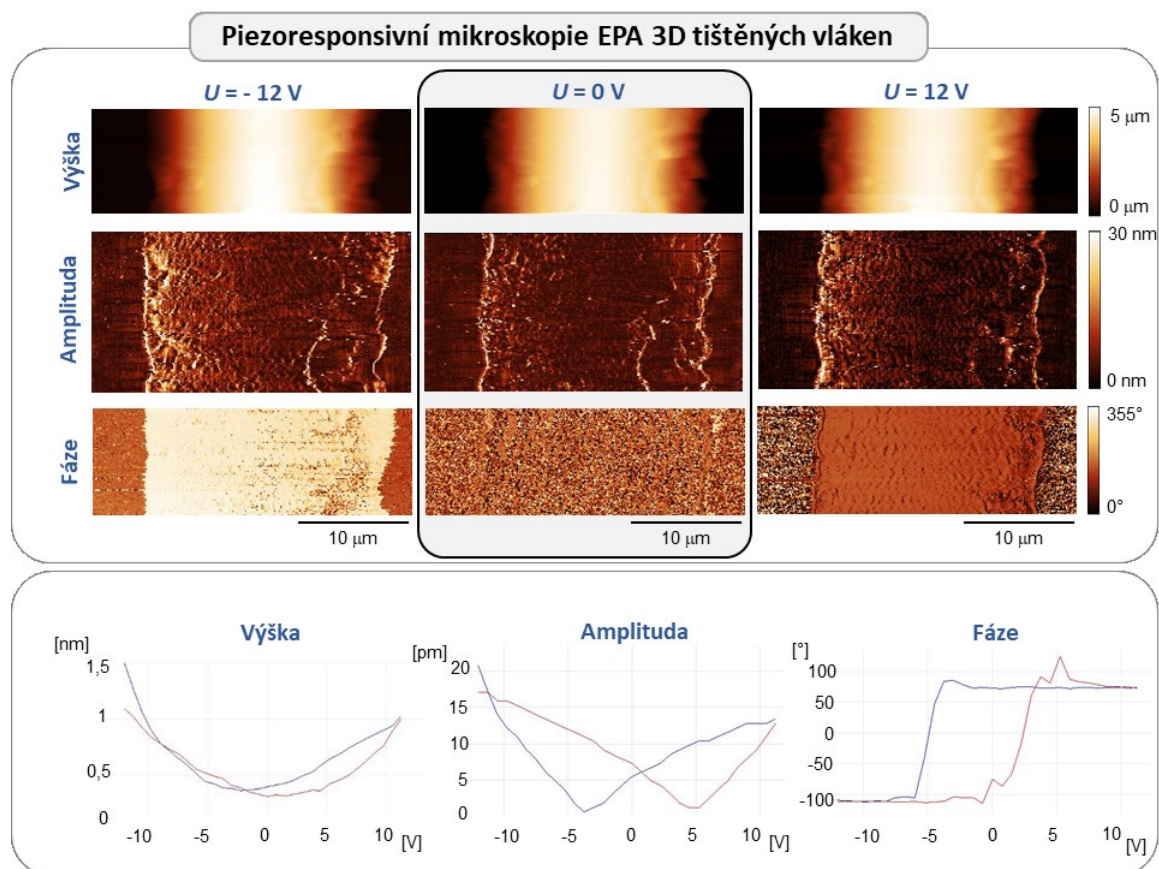 Piezoresponsivní mikroskopie EPA 3D tištěných vláken
U = - 12 V
U = 0 V
U = 12 V
Výška
5 μm
0 μm
Amplituda
30 nm
0 nm
Fáze
355°
0°
10 μm
10 μm
10 μm
Výška
[nm]
1,5
1
0,5
0
-10
-5
0
5
10
[V]
Amplituda
[pm]
20
15
10
5
0
-10
-5
0
5
10
[V]
Fáze
[°]
100
50
0
-50
-100
-10
-5
0
5
10
[V]